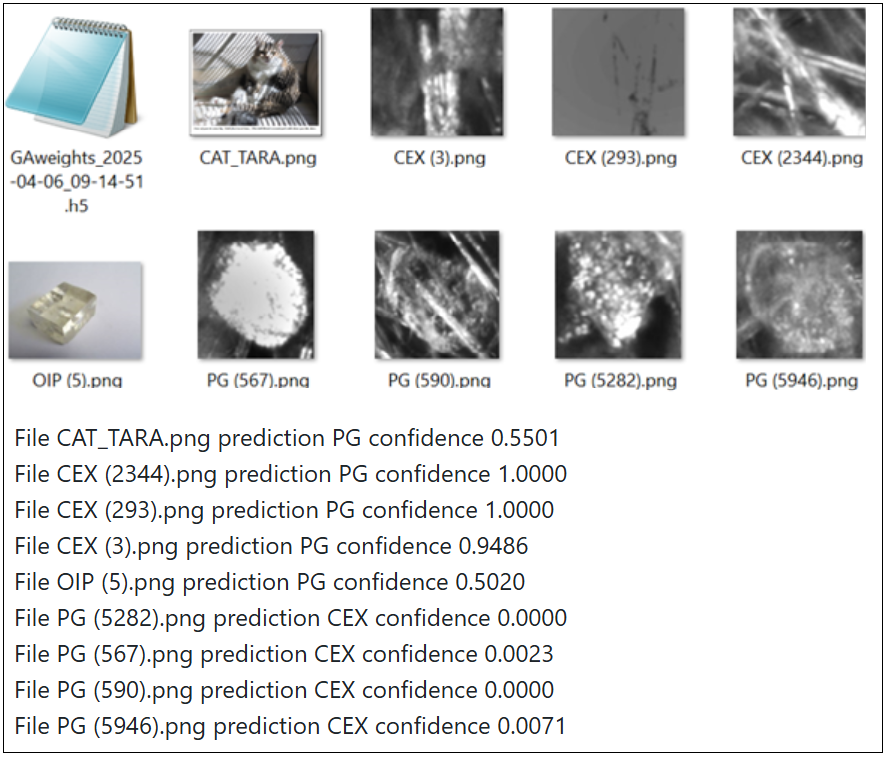 GAweights_2025
-04-06_09-14-51
.h5
CAT_TARA.png
CEX (3).png
CEX (293).png
CEX (2344).png
OIP (5).png
PG (567).png
PG (590).png
PG (5282).png
PG (5946).png
File CAT_TARA.png prediction PG confidence 0.5501
File CEX (2344).png prediction PG confidence 1.0000
File CEX (293).png prediction PG confidence 1.0000
File CEX (3).png prediction PG confidence 0.9486
File OIP (5).png prediction PG confidence 0.5020
File PG (5282).png prediction CEX confidence 0.0000
File PG (567).png prediction CEX confidence 0.0023
File PG (590).png prediction CEX confidence 0.0000
File PG (5946).png prediction CEX confidence 0.0071